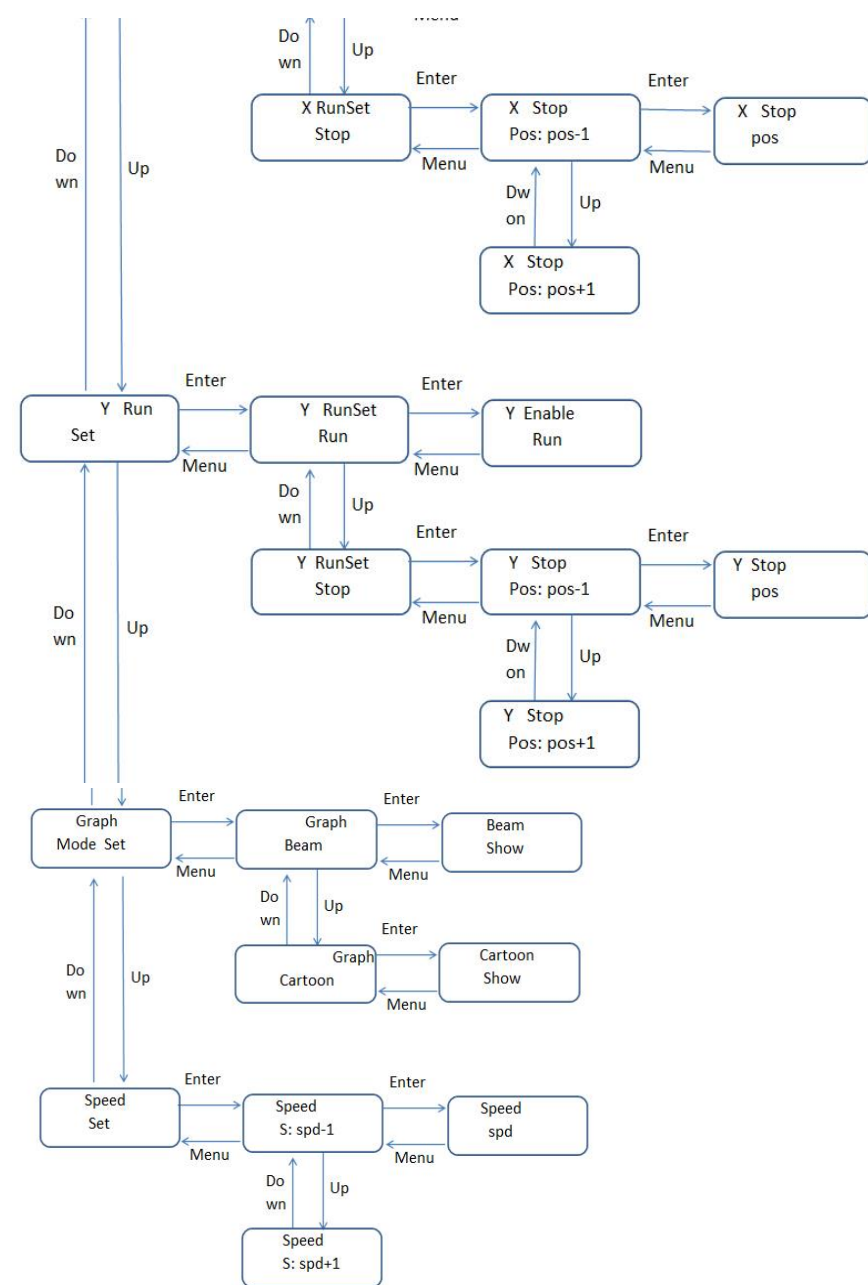 Menu
Do
wn
Up
Enter
Enter
X RunSet
Stop
X Stop
Pos: pos-1
X Stop
pos
Menu
Menu
Do
wn
Up
Dw
on
Up
X Stop
Pos: pos+1
Enter
Enter
Y Run
Set
Y RunSet
Run
Y Enable
Run
Menu
Menu
Do
wn
Up
Enter
Enter
Y RunSet
Stop
Y Stop
Pos: pos-1
Y Stop
pos
Menu
Menu
Do
wn
Up
Dw
on
Up
Y Stop
Pos: pos+1
Enter
Enter
Graph
Mode Set
Graph
Beam
Beam
Show
Menu
Menu
Do
wn
Up
Enter
Graph
Cartoon
Cartoon
Show
Menu
Do
wn
Up
Enter
Enter
Speed
Set
Speed
S: spd-1
Speed
spd
Menu
Menu
Do
wn
Up
Speed
S: spd+1